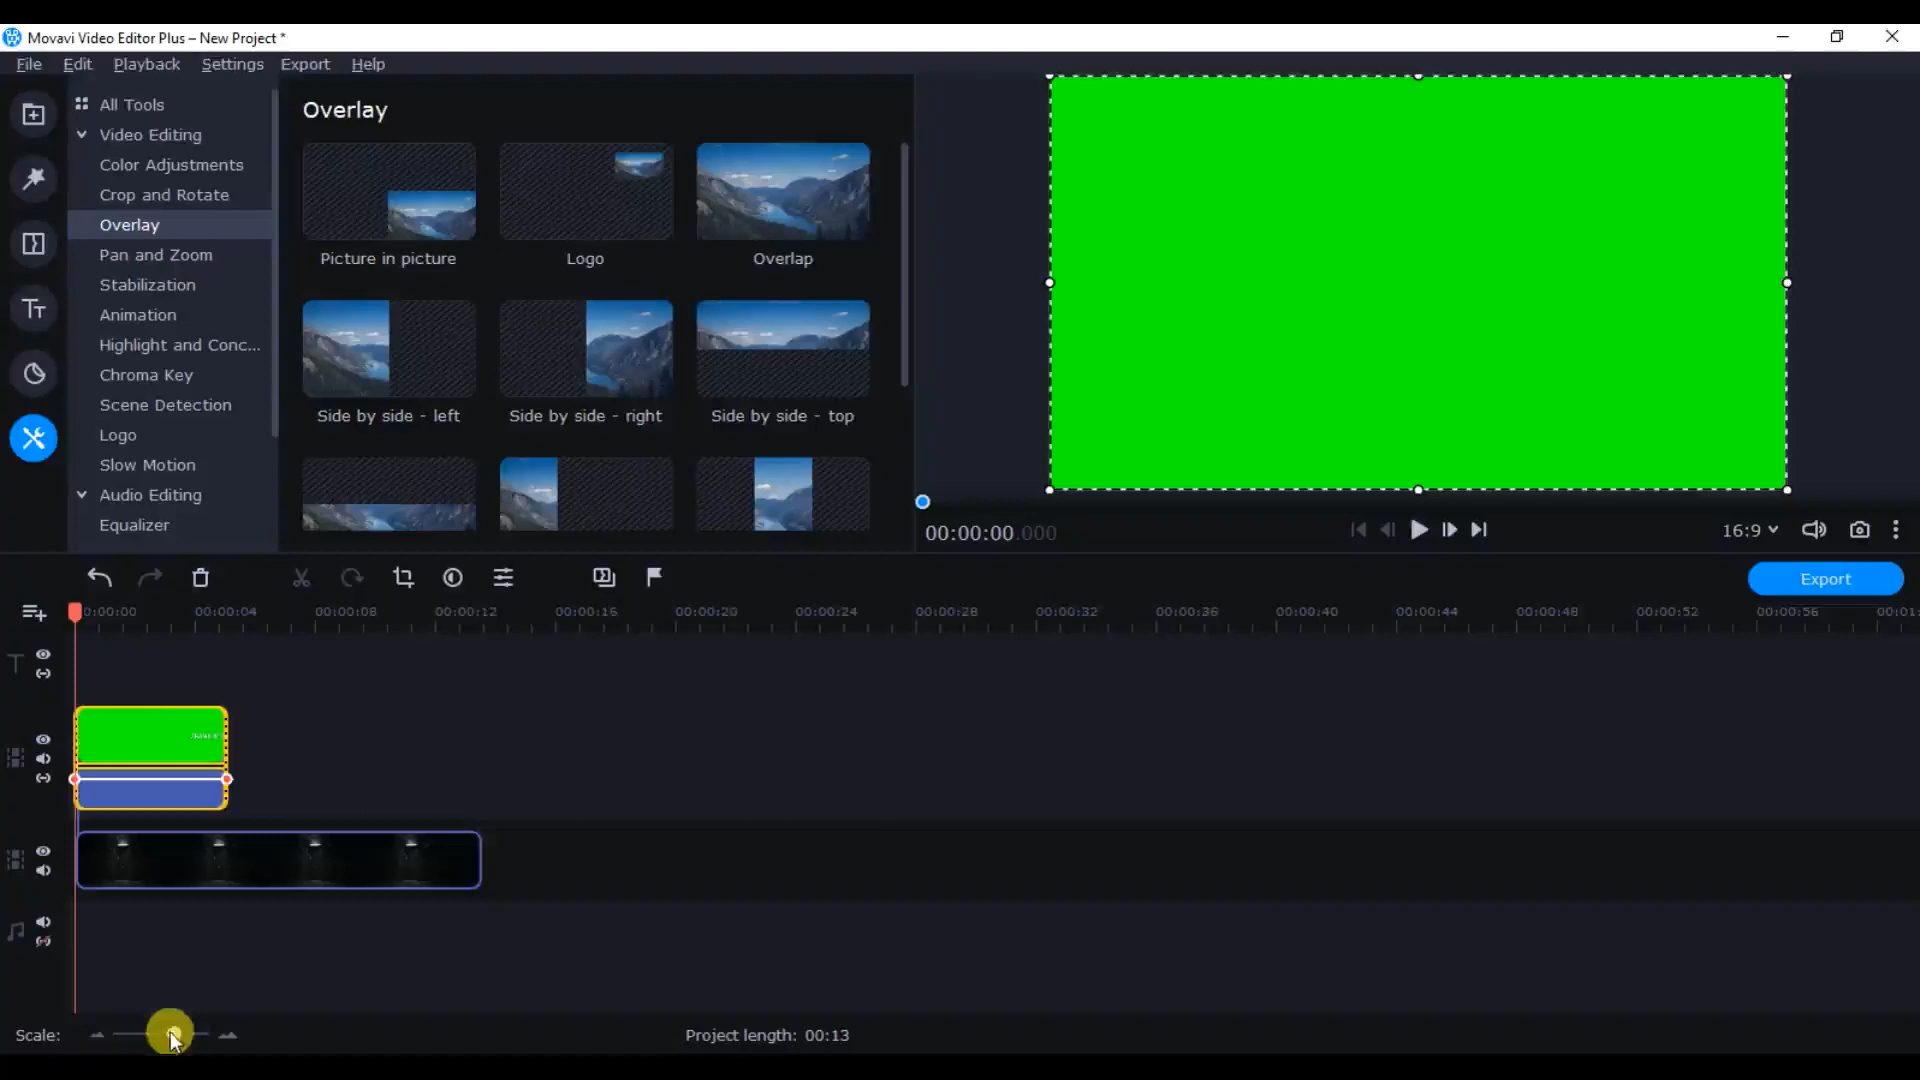 Movavi Video Editor Plus – New Project *
File Edit Playback Settings Export Help
All Tools
Video Editing
Color Adjustments
Crop and Rotate
Overlay
Pan and Zoom
Stabilization
Animation
Highlight and Conc...
Chroma Key
Scene Detection
Logo
Slow Motion
Audio Editing
Equalizer
Overlay
Picture in picture Logo Overlap
Side by side - left Side by side - right Side by side - top
00:00:00.000
16:9
Export
0:00:00 00:00:04 00:00:08 00:00:12 00:00:16 00:00:20 00:00:24 00:00:28 00:00:32 00:00:36 00:00:40 00:00:44 00:00:48 00:00:52 00:00:56 00:01:
Scale:
Project length: 00:13